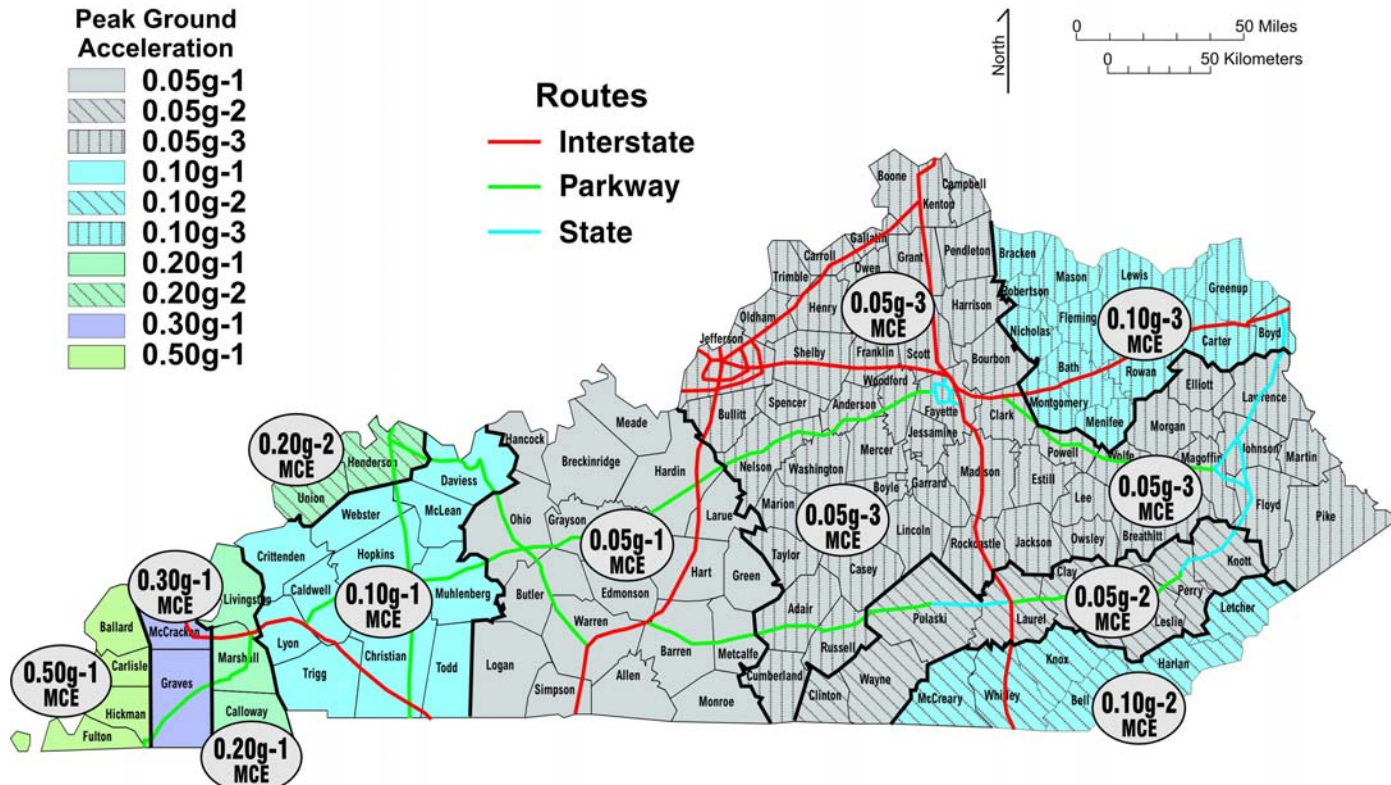 Peak Ground
Acceleration
0.05g-1
0.05g-2
0.05g-3
0.10g-1
0.10g-2
0.10g-3
0.20g-1
0.20g-2
0.30g-1
0.50g-1
Routes
Interstate
Parkway
State
North
0 50 Miles
0 50 Kilometers
Boone
Campbell
Kenton
Gallatin
Carroll
Owen
Grant
Pendleton
Trimble
Henry
Oldham
Harrison
0.05g-3
MCE
Bracken
Mason
Lewis
Greenup
Robertson
Fleming
Nicholas
0.10g-3
MCE
Carter
Boyd
Jefferson
Shelby
Franklin
Scott
Bourbon
Bath
Rowan
Elliott
Woodford
Montgomery
Menifee
Lawrence
Bullitt
Spencer
Anderson
Fayette
Clark
Morgan
Jessamine
Powell
Wolfe
Magoffin
Johnson
Martin
Meade
Hancock
Breckinridge
Hardin
Nelson
Washington
Mercer
Madison
Estill
Lee
0.05g-3
MCE
Floyd
Pike
Boyle
Garrard
Marion
0.05g-3
MCE
Lincoln
Rockcastle
Jackson
Owsley
Breathitt
0.20g-2
MCE
Henderson
Union
Daviess
McLean
Webster
Ohio
Grayson
0.05g-1
MCE
Larue
Taylor
Casey
Clay
Perry
Knott
Crittenden
Hopkins
Hart
Green
Adair
Pulaski
Laurel
0.05g-2
MCE
Leslie
Letcher
0.30g-1
MCE
Livingston
Caldwell
0.10g-1
MCE
Muhlenberg
Butler
Edmonson
Warren
Russell
Harlan
Ballard
McCracken
Lyon
Christian
Todd
Logan
Barren
Metcalfe
Cumberland
Wayne
Knox
Carlisle
Graves
Marshall
Trigg
Simpson
Allen
Monroe
Clinton
McCreary
Whitley
Bell
0.10g-2
MCE
0.50g-1
MCE
Hickman
Fulton
Calloway
0.20g-1
MCE